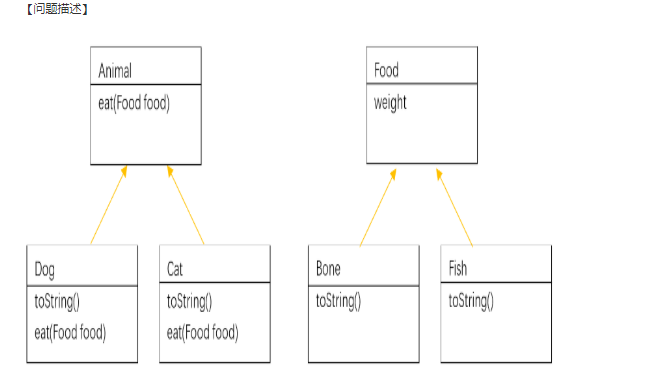 【问题描述】
Animal
eat(Food food)
Food
weight
Dog
toString()
eat(Food food)
Cat
toString()
eat(Food food)
Bone
toString()
Fish
toString()